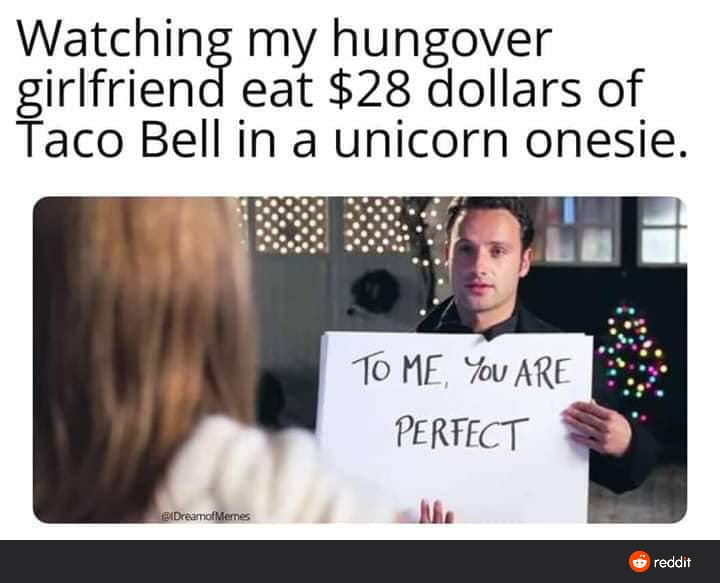 Watching my hungover
girlfriend eat $28 dollars of
Taco Bell in a unicorn onesie.
TO ME, YOU ARE
PERFECT
@IDreamofMemes
reddit